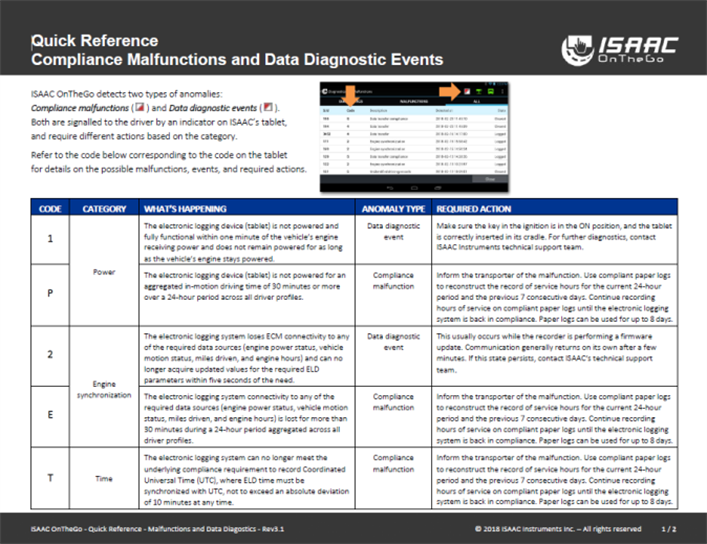 Quick Reference
Compliance Malfunctions and Data Diagnostic Events
ISAAC
OnTheGo
ISAAC OnTheGo detects two types of anomalies:
Compliance malfunctions ( ) and Data diagnostic events ( ).
Both are signalled to the driver by an indicator on ISAAC's tablet,
and require different actions based on the category.
Refer to the code below corresponding to the code on the tablet
for details on the possible malfunctions, events, and required actions.
MALFUNCTIONS
ALL
Code
Description
CODE
CATEGORY
WHAT'S HAPPENING
ANOMALY TYPE
REQUIRED ACTION
1
Power
The electronic logging device (tablet) is not powered and
fully functional within one minute of the vehicle's engine
receiving power and does not remain powered for as long
as the vehicle's engine stays powered.
Data diagnostic
event
Make sure the key in the ignition is in the ON position, and the tablet
is correctly inserted in its cradle. For further diagnostics, contact
ISAAC Instruments technical support team.
P
The electronic logging device (tablet) is not powered for an
aggregated in-motion driving time of 30 minutes or more
over a 24-hour period across all driver profiles.
Compliance
malfunction
Inform the transporter of the malfunction. Use compliant paper logs
to reconstruct the record of service hours for the current 24-hour
period and the previous 7 consecutive days. Continue recording
hours of service on compliant paper logs until the electronic logging
system is back in compliance. Paper logs can be used for up to 8 days.
2
Engine
synchronization
The electronic logging system loses ECM connectivity to any
of the required data sources (engine power status, vehicle
motion status, miles driven, and engine hours) and can no
longer acquire updated values for the required ELD
parameters within five seconds of the need.
Data diagnostic
event
This usually occurs while the recorder is performing a firmware
update. Communication generally returns on its own after a few
minutes. If this state persists, contact ISAAC's technical support
team.
E
The electronic logging system connectivity to any of the
required data sources (engine power status, vehicle motion
status, miles driven, and engine hours) is lost for more than
30 minutes during a 24-hour period aggregated across all
driver profiles.
Compliance
malfunction
Inform the transporter of the malfunction. Use compliant paper logs
to reconstruct the record of service hours for the current 24-hour
period and the previous 7 consecutive days. Continue recording
hours of service on compliant paper logs until the electronic logging
system is back in compliance. Paper logs can be used for up to 8 days.
T
Time
The electronic logging system can no longer meet the
underlying compliance requirement to record Coordinated
Universal Time (UTC), where ELD time must be
synchronized with UTC, not to exceed an absolute deviation
of 10 minutes at any time.
Compliance
malfunction
Inform the transporter of the malfunction. Use compliant paper logs
to reconstruct the record of service hours for the current 24-hour
period and the previous 7 consecutive days. Continue recording
hours of service on compliant paper logs until the electronic logging
system is back in compliance. Paper logs can be used for up to 8 days.
ISAAC OnTheGo - Quick Reference - Malfunctions and Data Diagostics - Rev3.1
© 2018 ISAAC Instruments Inc. – All rights reserved
1 / 2